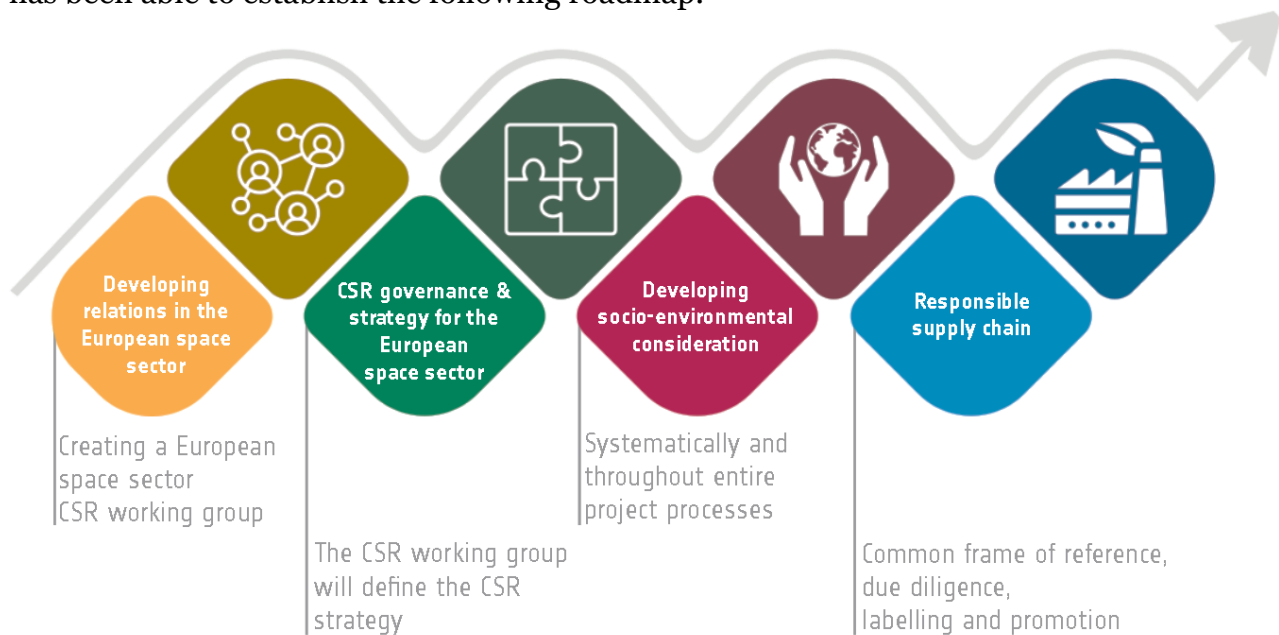 has been able to establish the following roadmap:
Developing
relations in the
European space
sector
CSR governance &
strategy for the
European
space sector
Developing
socio-environmental
consideration
Responsible
supply chain
Creating a European
space sector
CSR working group
The CSR working group
will define the CSR
strategy
Systematically and
throughout entire
project processes
Common frame of reference,
due diligence,
labelling and promotion